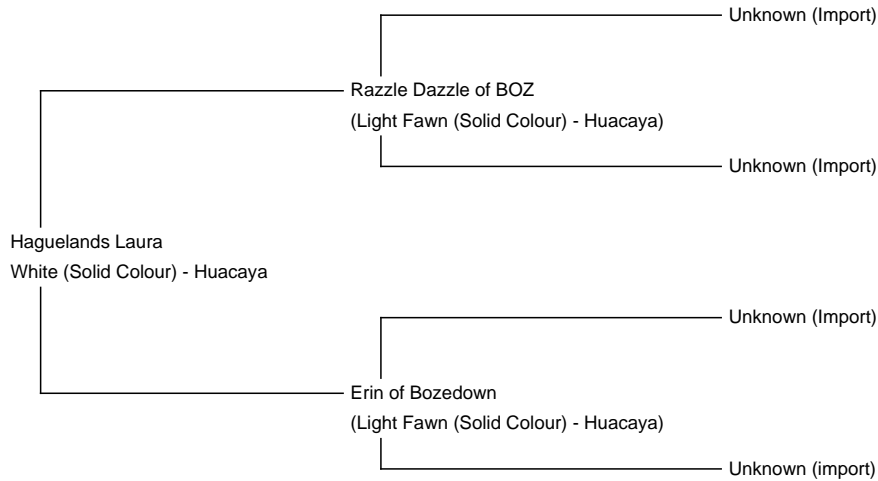 Unknown (Import)
Razzle Dazzle of BOZ
(Light Fawn (Solid Colour) - Huacaya)
Unknown (Import)
Haguelands Laura
White (Solid Colour) - Huacaya
Unknown (Import)
Erin of Bozedown
(Light Fawn (Solid Colour) - Huacaya)
Unknown (import)